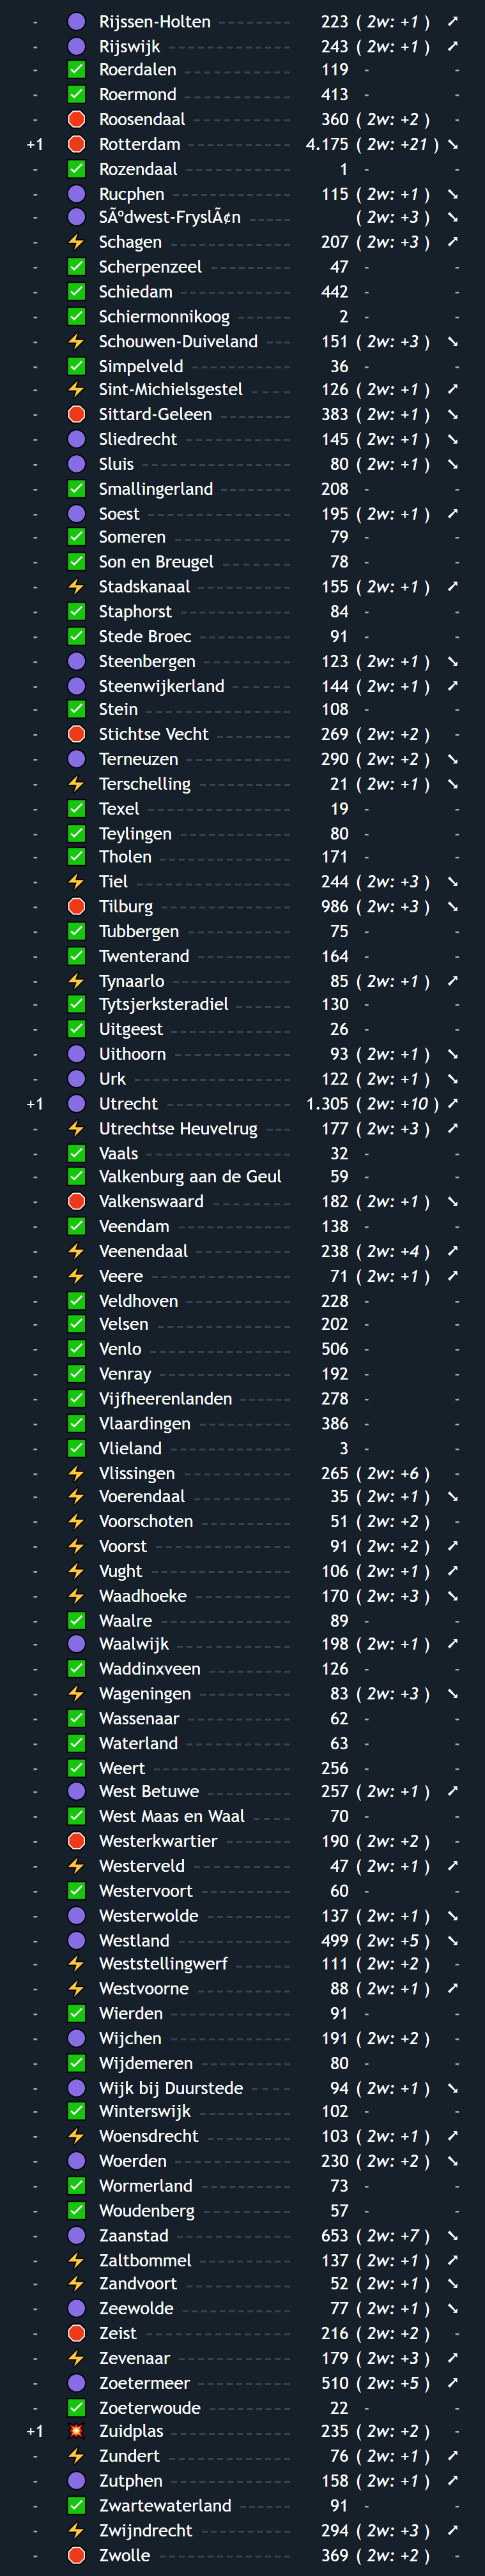 - Rijssen-Holten 223 ( 2w: +1 ) ➚
- Rijswijk 243 ( 2w: +1 ) ➚
- ✅ Roerdalen 119 - -
- ✅ Roermond 413 - -
- Roosendaal 360 ( 2w: +2 ) -
+1 Rotterdam 4.175 ( 2w: +21 ) ➘
- ✅ Rozendaal 1 - -
- Rucphen 115 ( 2w: +1 ) ➘
- SÃºdwest-FryslÃ¢n ( 2w: +3 ) ➘
- ⚡ Schagen 207 ( 2w: +3 ) ➚
- ✅ Scherpenzeel 47 - -
- ✅ Schiedam 442 - -
- ✅ Schiermonnikoog 2 - -
- ⚡ Schouwen-Duiveland 151 ( 2w: +3 ) ➘
- ✅ Simpelveld 36 - -
- ⚡ Sint-Michielsgestel 126 ( 2w: +1 ) ➚
- Sittard-Geleen 383 ( 2w: +1 ) ➘
- Sliedrecht 145 ( 2w: +1 ) ➘
- Sluis 80 ( 2w: +1 ) ➘
- ✅ Smallingerland 208 - -
- Soest 195 ( 2w: +1 ) ➚
- ✅ Someren 79 - -
- ✅ Son en Breugel 78 - -
- ⚡ Stadskanaal 155 ( 2w: +1 ) ➚
- ✅ Staphorst 84 - -
- ✅ Stede Broec 91 - -
- Steenbergen 123 ( 2w: +1 ) ➘
- Steenwijkerland 144 ( 2w: +1 ) ➚
- ✅ Stein 108 - -
- Stichtse Vecht 269 ( 2w: +2 ) -
- Terneuzen 290 ( 2w: +2 ) ➘
- ⚡ Terschelling 21 ( 2w: +1 ) ➘
- ✅ Texel 19 - -
- ✅ Teylingen 80 - -
- ✅ Tholen 171 - -
- ⚡ Tiel 244 ( 2w: +3 ) ➘
- Tilburg 986 ( 2w: +3 ) ➘
- ✅ Tubbergen 75 - -
- ✅ Twenterand 164 - -
- ⚡ Tynaarlo 85 ( 2w: +1 ) ➚
- ✅ Tytsjerksteradiel 130 - -
- ✅ Uitgeest 26 - -
- Uithoorn 93 ( 2w: +1 ) ➘
- Urk 122 ( 2w: +1 ) ➘
+1 Utrecht 1.305 ( 2w: +10 ) ➚
- ⚡ Utrechtse Heuvelrug 177 ( 2w: +3 ) ➚
- ✅ Vaals 32 - -
- ✅ Valkenburg aan de Geul 59 - -
- Valkenswaard 182 ( 2w: +1 ) ➘
- ✅ Veendam 138 - -
- ⚡ Veenendaal 238 ( 2w: +4 ) ➚
- ⚡ Veere 71 ( 2w: +1 ) ➚
- ✅ Veldhoven 228 - -
- ✅ Velsen 202 - -
- ✅ Venlo 506 - -
- ✅ Venray 192 - -
- ✅ Vijfheerenlanden 278 - -
- ✅ Vlaardingen 386 - -
- ✅ Vlieland 3 - -
- ⚡ Vlissingen 265 ( 2w: +6 ) -
- ⚡ Voerendaal 35 ( 2w: +1 ) ➘
- ⚡ Voorschoten 51 ( 2w: +2 ) -
- ⚡ Voorst 91 ( 2w: +2 ) ➚
- ⚡ Vught 106 ( 2w: +1 ) ➚
- ⚡ Waadhoeke 170 ( 2w: +3 ) ➘
- ✅ Waalre 89 - -
- Waalwijk 198 ( 2w: +1 ) ➚
- ✅ Waddinxveen 126 - -
- ⚡ Wageningen 83 ( 2w: +3 ) ➘
- ✅ Wassenaar 62 - -
- ✅ Waterland 63 - -
- ✅ Weert 256 - -
- West Betuwe 257 ( 2w: +1 ) ➚
- ✅ West Maas en Waal 70 - -
- Westerkwartier 190 ( 2w: +2 ) -
- ⚡ Westerveld 47 ( 2w: +1 ) ➚
- ✅ Westervoort 60 - -
- Westerwolde 137 ( 2w: +1 ) ➘
- Westland 499 ( 2w: +5 ) ➘
- ⚡ Weststellingwerf 111 ( 2w: +2 ) -
- ⚡ Westvoorne 88 ( 2w: +1 ) ➚
- ✅ Wierden 91 - -
- Wijchen 191 ( 2w: +2 ) -
- ✅ Wijdemeren 80 - -
- Wijk bij Duurstede 94 ( 2w: +1 ) ➘
- ✅ Winterswijk 102 - -
- ⚡ Woensdrecht 103 ( 2w: +1 ) ➚
- Woerden 230 ( 2w: +2 ) ➘
- ✅ Wormerland 73 - -
- ✅ Woudenberg 57 - -
- Zaanstad 653 ( 2w: +7 ) ➘
- ⚡ Zaltbommel 137 ( 2w: +1 ) ➚
- ⚡ Zandvoort 52 ( 2w: +1 ) ➘
- Zeewolde 77 ( 2w: +1 ) ➘
- Zeist 216 ( 2w: +2 ) -
- ⚡ Zevenaar 179 ( 2w: +3 ) ➚
- Zoetermeer 510 ( 2w: +5 ) ➚
- ✅ Zoeterwoude 22 - -
+1 Zuidplas 235 ( 2w: +2 ) -
- ⚡ Zundert 76 ( 2w: +1 ) ➚
- Zutphen 158 ( 2w: +1 ) ➚
- ✅ Zwartewaterland 91 - -
- ⚡ Zwijndrecht 294 ( 2w: +3 ) ➚
- Zwolle 369 ( 2w: +2 ) -